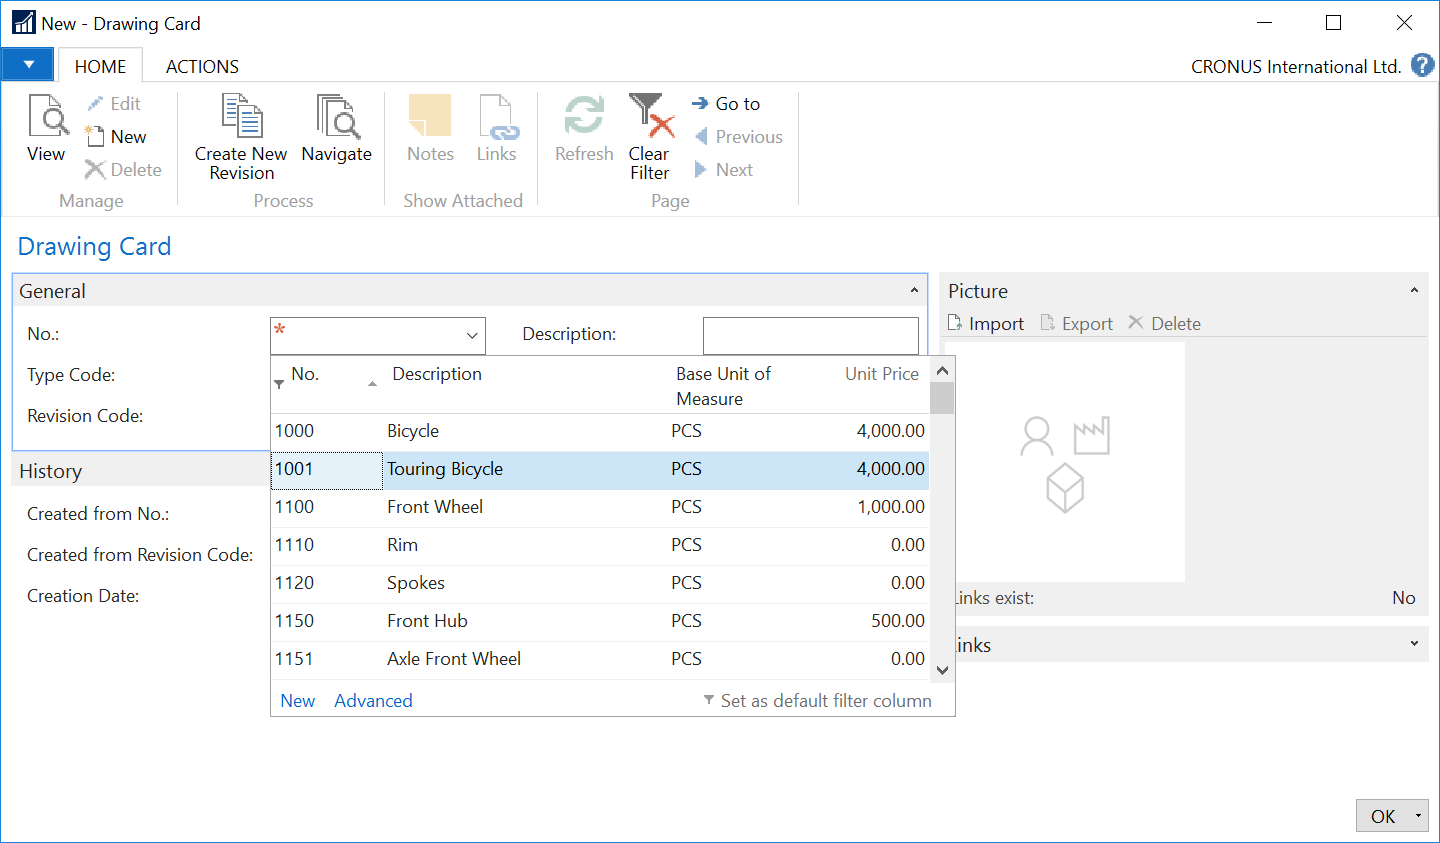 New - Drawing Card
HOME ACTIONS CRONUS International Ltd. ?
View Edit New Delete
Manage
Create New Revision Navigate
Process
Notes Links
Show Attached
Refresh Clear Filter Go to Previous Next
Page
Drawing Card
General
No.: * Description:
Type Code:
Revision Code:
No. Description Base Unit of Measure Unit Price
1000 Bicycle PCS 4,000.00
1001 Touring Bicycle PCS 4,000.00
1100 Front Wheel PCS 1,000.00
1110 Rim PCS 0.00
1120 Spokes PCS 0.00
1150 Front Hub PCS 500.00
1151 Axle Front Wheel PCS 0.00
New Advanced Set as default filter column
History
Created from No.:
Created from Revision Code:
Creation Date:
Picture
Import Export Delete
Links exist: No
Links
OK